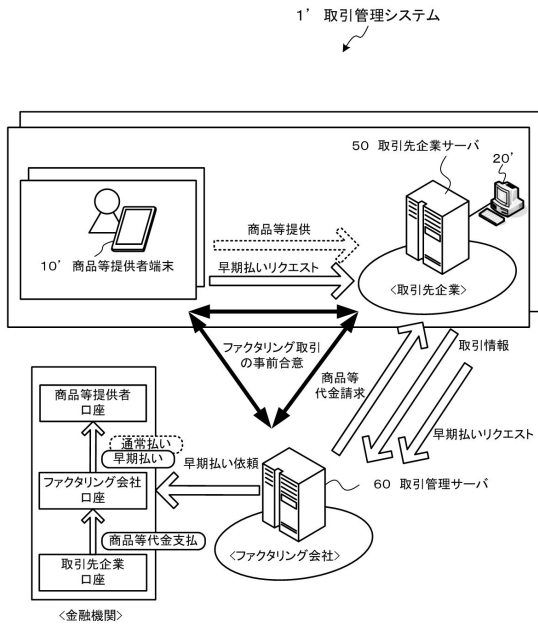 1’ 取引管理システム
50 取引先企業サーバ
20’
商品等提供
10’ 商品等提供者端末
早期払いリクエスト
<取引先企業>
ファクタリング取引
の事前合意
商品等
代金請求
取引情報
早期払いリクエスト
商品等提供者
口座
通常払い
早期払い
早期払い依頼
ファクタリング会社
口座
60 取引管理サーバ
商品等代金支払
<ファクタリング会社>
取引先企業
口座
<金融機関>